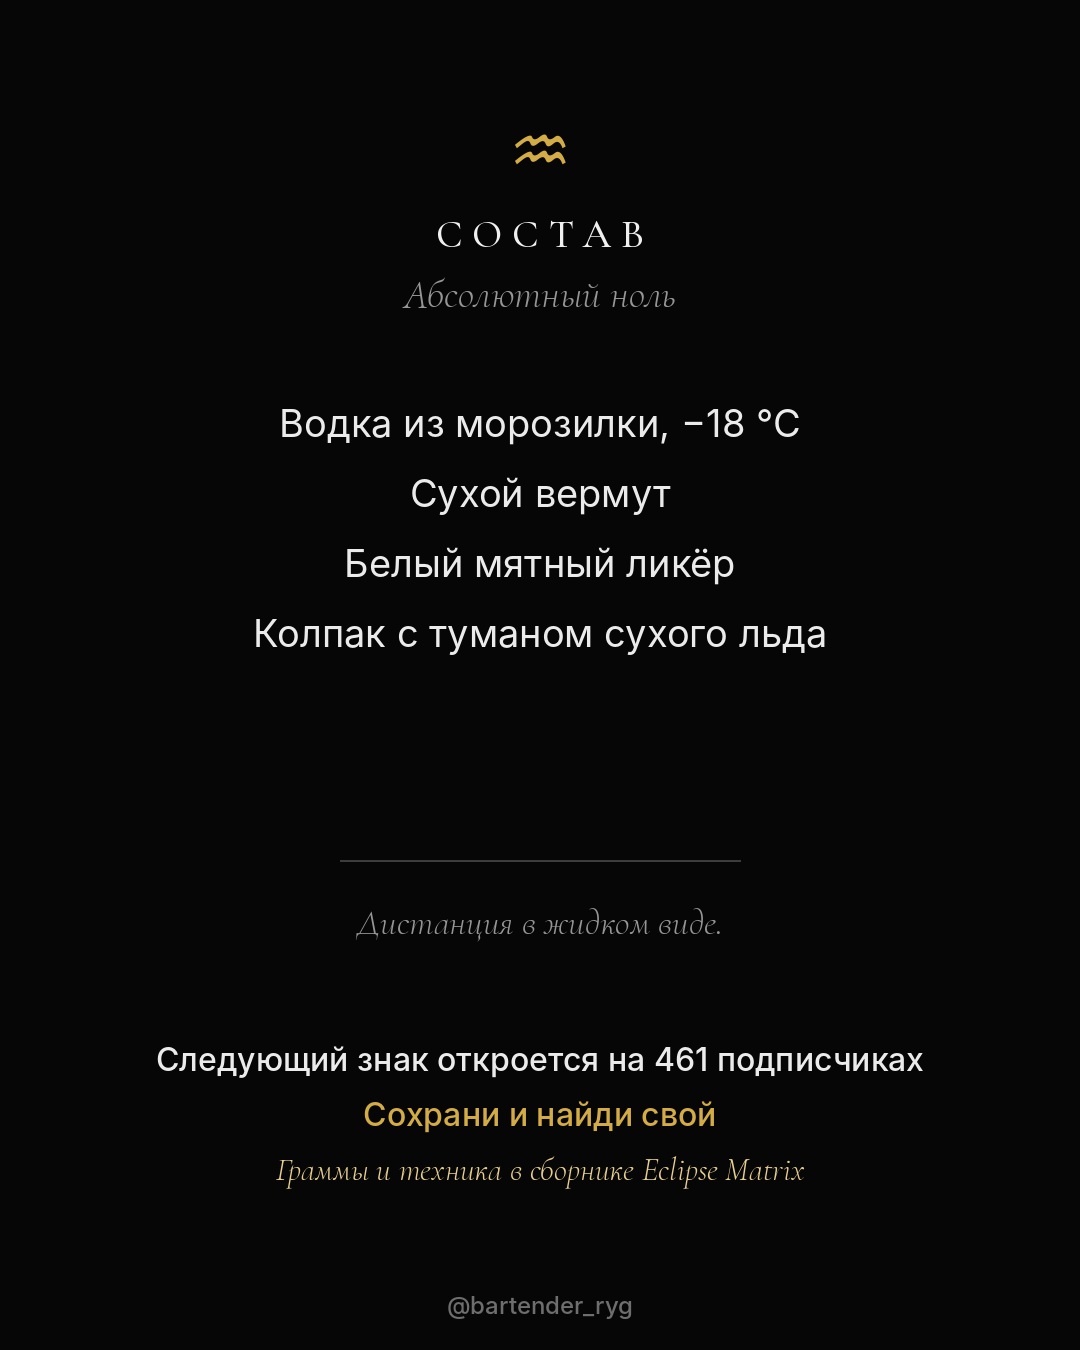 ♒
СОСТАВ
Абсолютный ноль
Водка из морозилки, −18 °C
Сухой вермут
Белый мятный ликёр
Колпак с туманом сухого льда
Дистанция в жидком виде.
Следующий знак откроется на 461 подписчиках
Сохрани и найди свой
Граммы и техника в сборнике Eclipse Matrix
@bartender_ryg